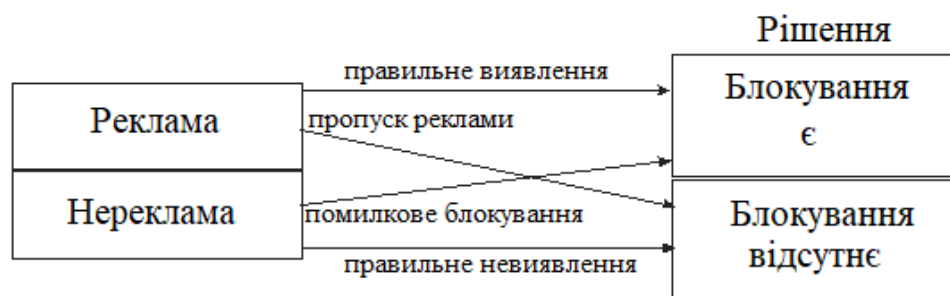 Рішення
правильне виявлення
Блокування
є
Реклама
пропуск реклами
Нереклама
помилкове блокування
Блокування
відсутнє
правильне невиявлення